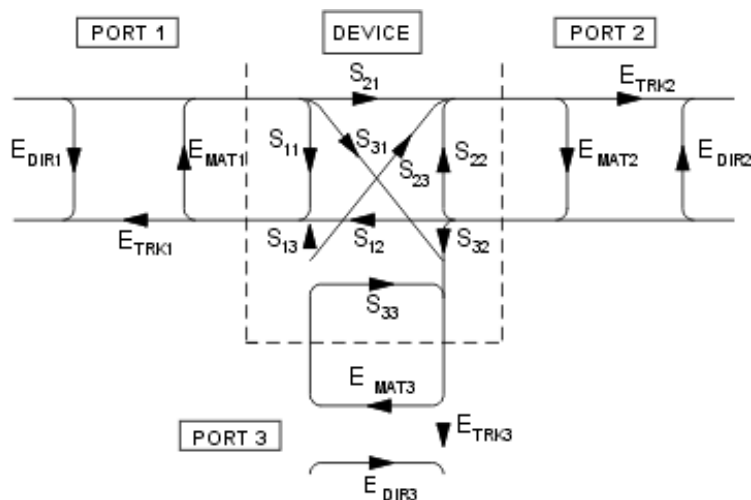 PORT 1
DEVICE
PORT 2
S21
ETRK2
EDIR1
EMAT1
S11
S31
S23
S22
EMAT2
EDIR2
ETRK1
S13
S12
S32
S33
E MAT3
PORT 3
ETRK3
EDIR3